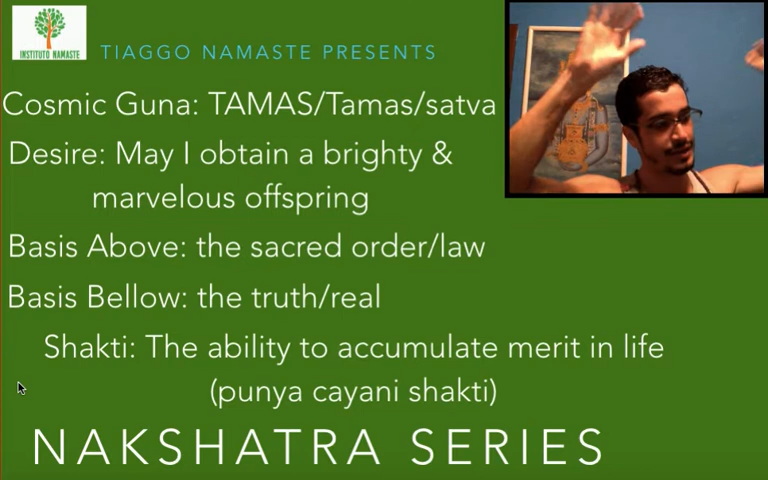 INSTITUTO NAMASTE
TIAGGO NAMASTE PRESENTS
Cosmic Guna: TAMAS/Tamas/satva
Desire: May I obtain a brighty &
marvelous offspring
Basis Above: the sacred order/law
Basis Bellow: the truth/real
Shakti: The ability to accumulate merit in life
(punya cayani shakti)
NAKSHATRA SERIES